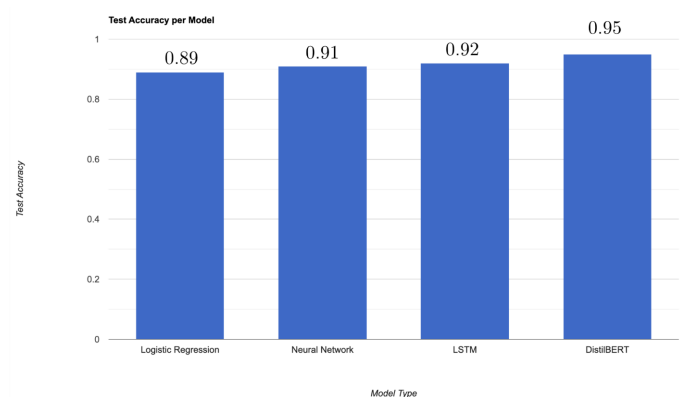 Test Accuracy per Model
0.95
0.92
0.91
0.89
1
0.8
0.6
0.4
0.2
0
Test Accuracy
Logistic Regression
Neural Network
LSTM
DistilBERT
Model Type